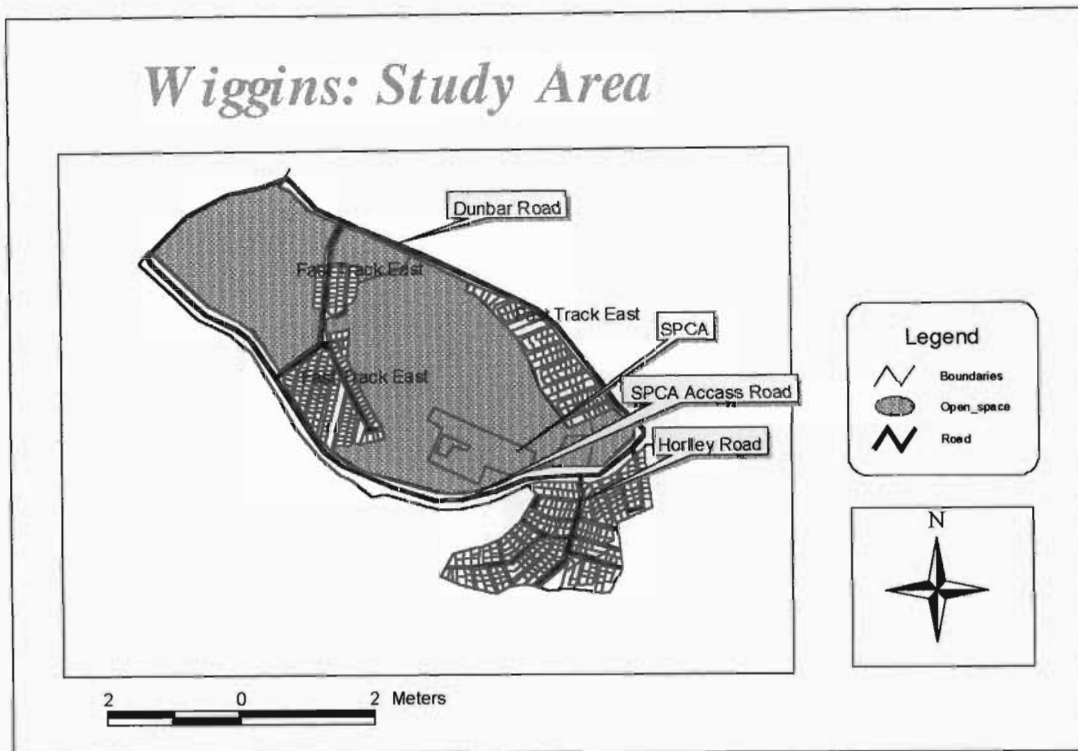 Wiggins: Study Area
Dunbar Road
Fast Track East
Fast Track East
SPCA
Fast Track East
SPCA Accass Road
Horlley Road
Legend
Boundaries
Open_space
Road
N
2 0 2 Meters